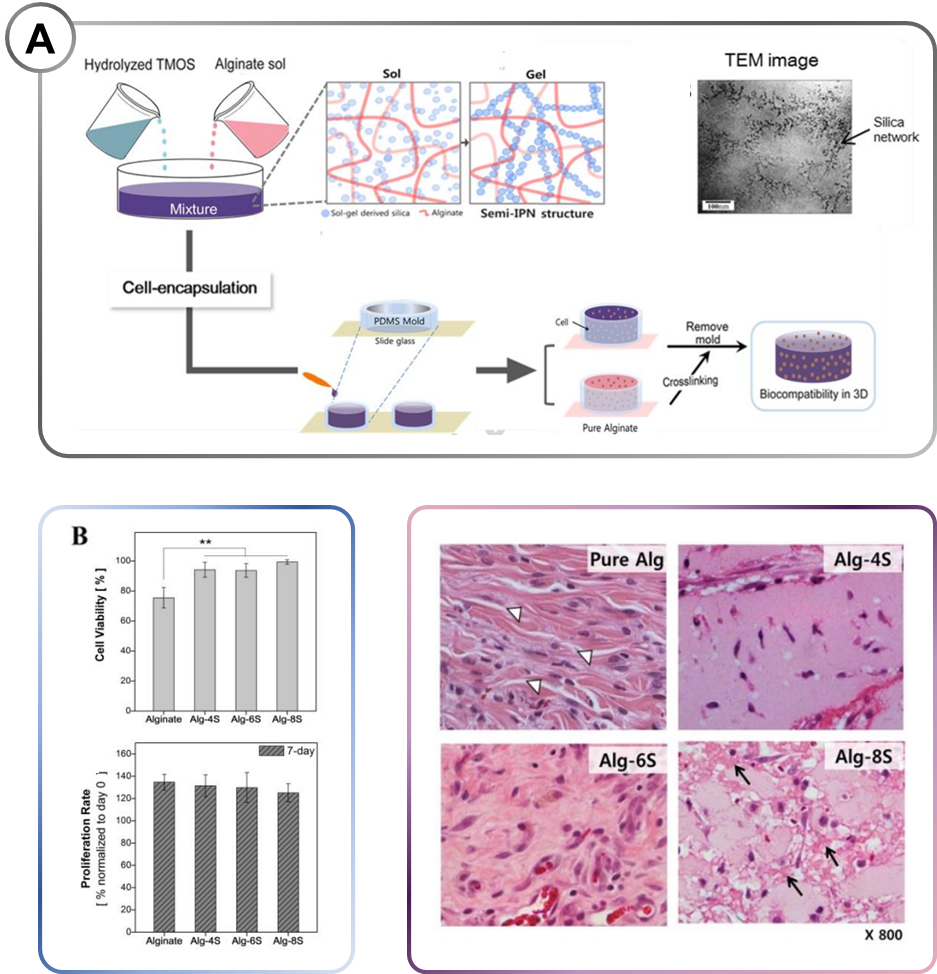 A
Hydrolyzed TMOS
Alginate sol
Mixture
Sol
Gel
Sol-gel derived silica
Alginate
Semi-IPN structure
TEM image
100nm
Silica
network
Cell-encapsulation
PDMS Mold
Slide glass
Cell
Pure Alginate
Remove
mold
Crosslinking
Biocompatibility in 3D
B
Cell Viability [ % ]
100
80
60
40
20
0
**
Alginate Alg-4S Alg-6S Alg-8S
Proliferation Rate
[ % normalized to day 0 ]
160
140
120
100
80
60
40
20
0
7-day
Alginate Alg-4S Alg-6S Alg-8S
Pure Alg
Alg-4S
Alg-6S
Alg-8S
X 800